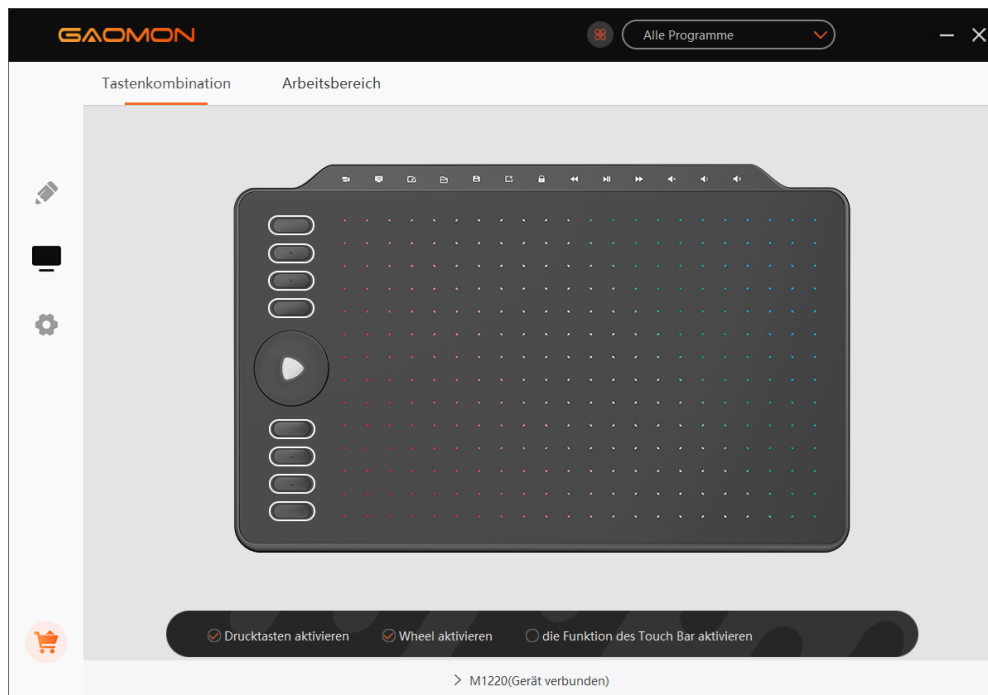 GAOMON
Alle Programme
Tastenkombination Arbeitsbereich
Drucktasten aktivieren Wheel aktivieren die Funktion des Touch Bar aktivieren
M1220(Gerät verbunden)